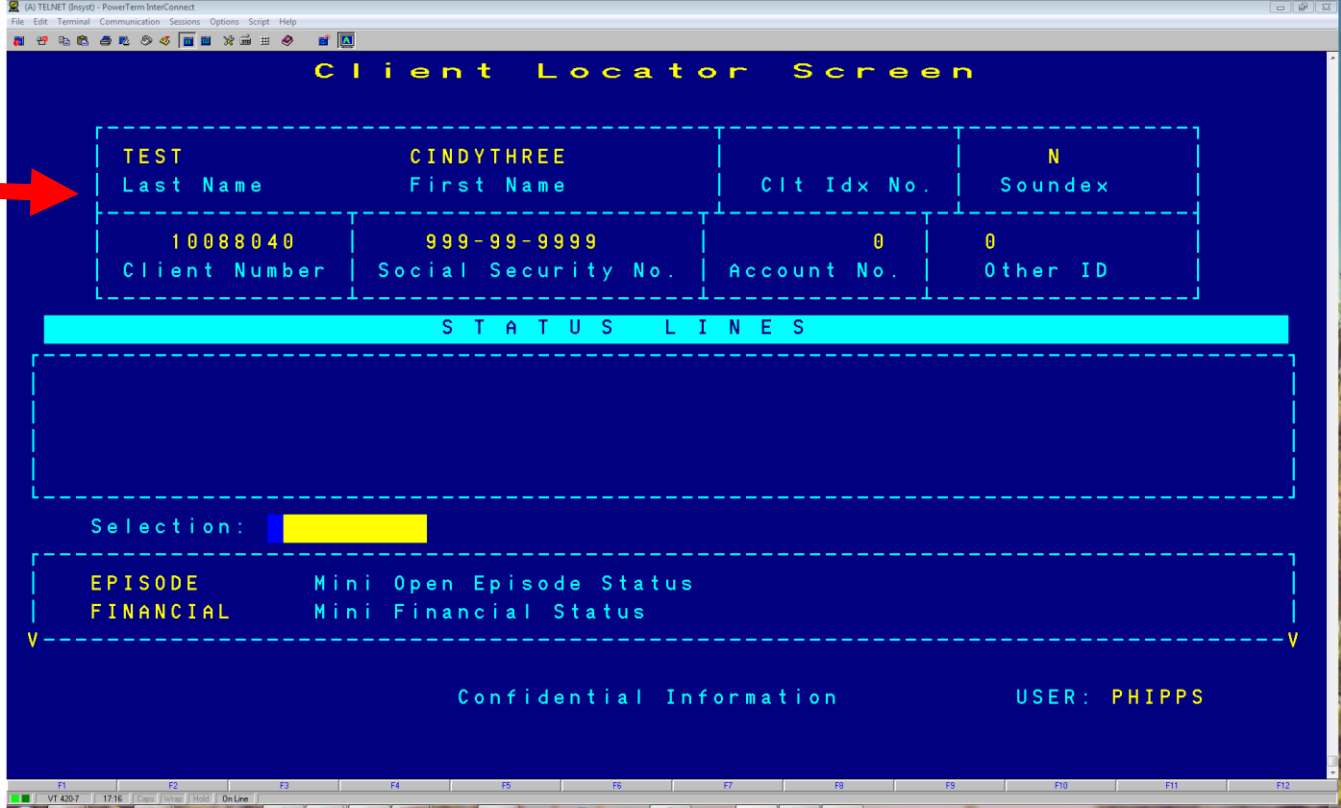 (A) TELNET (Insyst) - PowerTerm InterConnect
File Edit Terminal Communication Sessions Options Script Help
Client Locator Screen
TEST CINDYTHREE N
Last Name First Name Clt Idx No. Soundex
10088040 999-99-9999 0 0
Client Number Social Security No. Account No. Other ID
STATUS LINES
Selection:
EPISODE Mini Open Episode Status
FINANCIAL Mini Financial Status
V V
Confidential Information USER: PHIPPS
F1 F2 F3 F4 F5 F6 F7 F8 F9 F10 F11 F12
VT 420-7 17:16 Caps Wrap Hold On Line